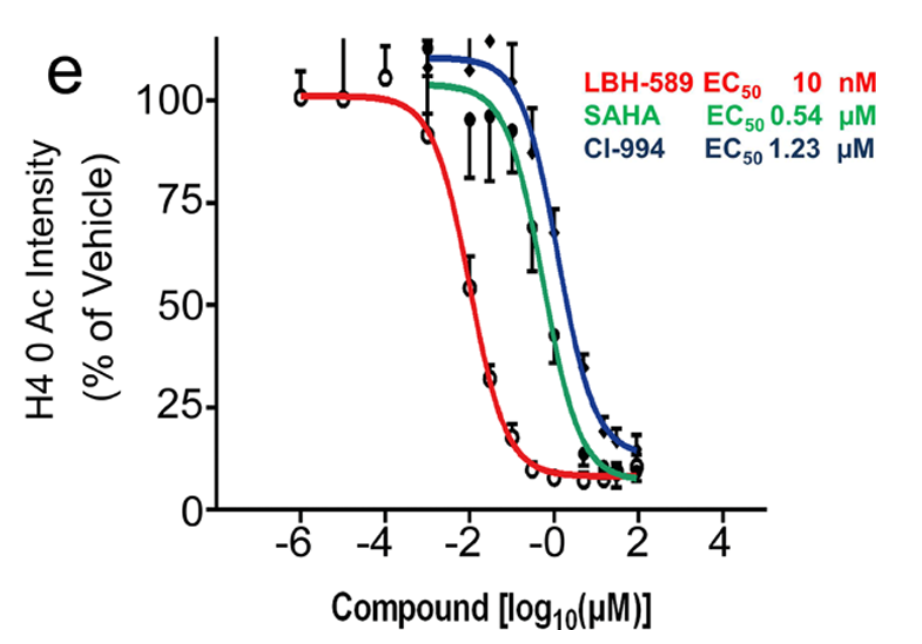 e
LBH-589 EC50 10 nM
SAHA EC50 0.54 µM
CI-994 EC50 1.23 µM
H4 0 Ac Intensity
(% of Vehicle)
100
75
50
25
0
-6 -4 -2 -0 2 4
Compound [log10(µM)]